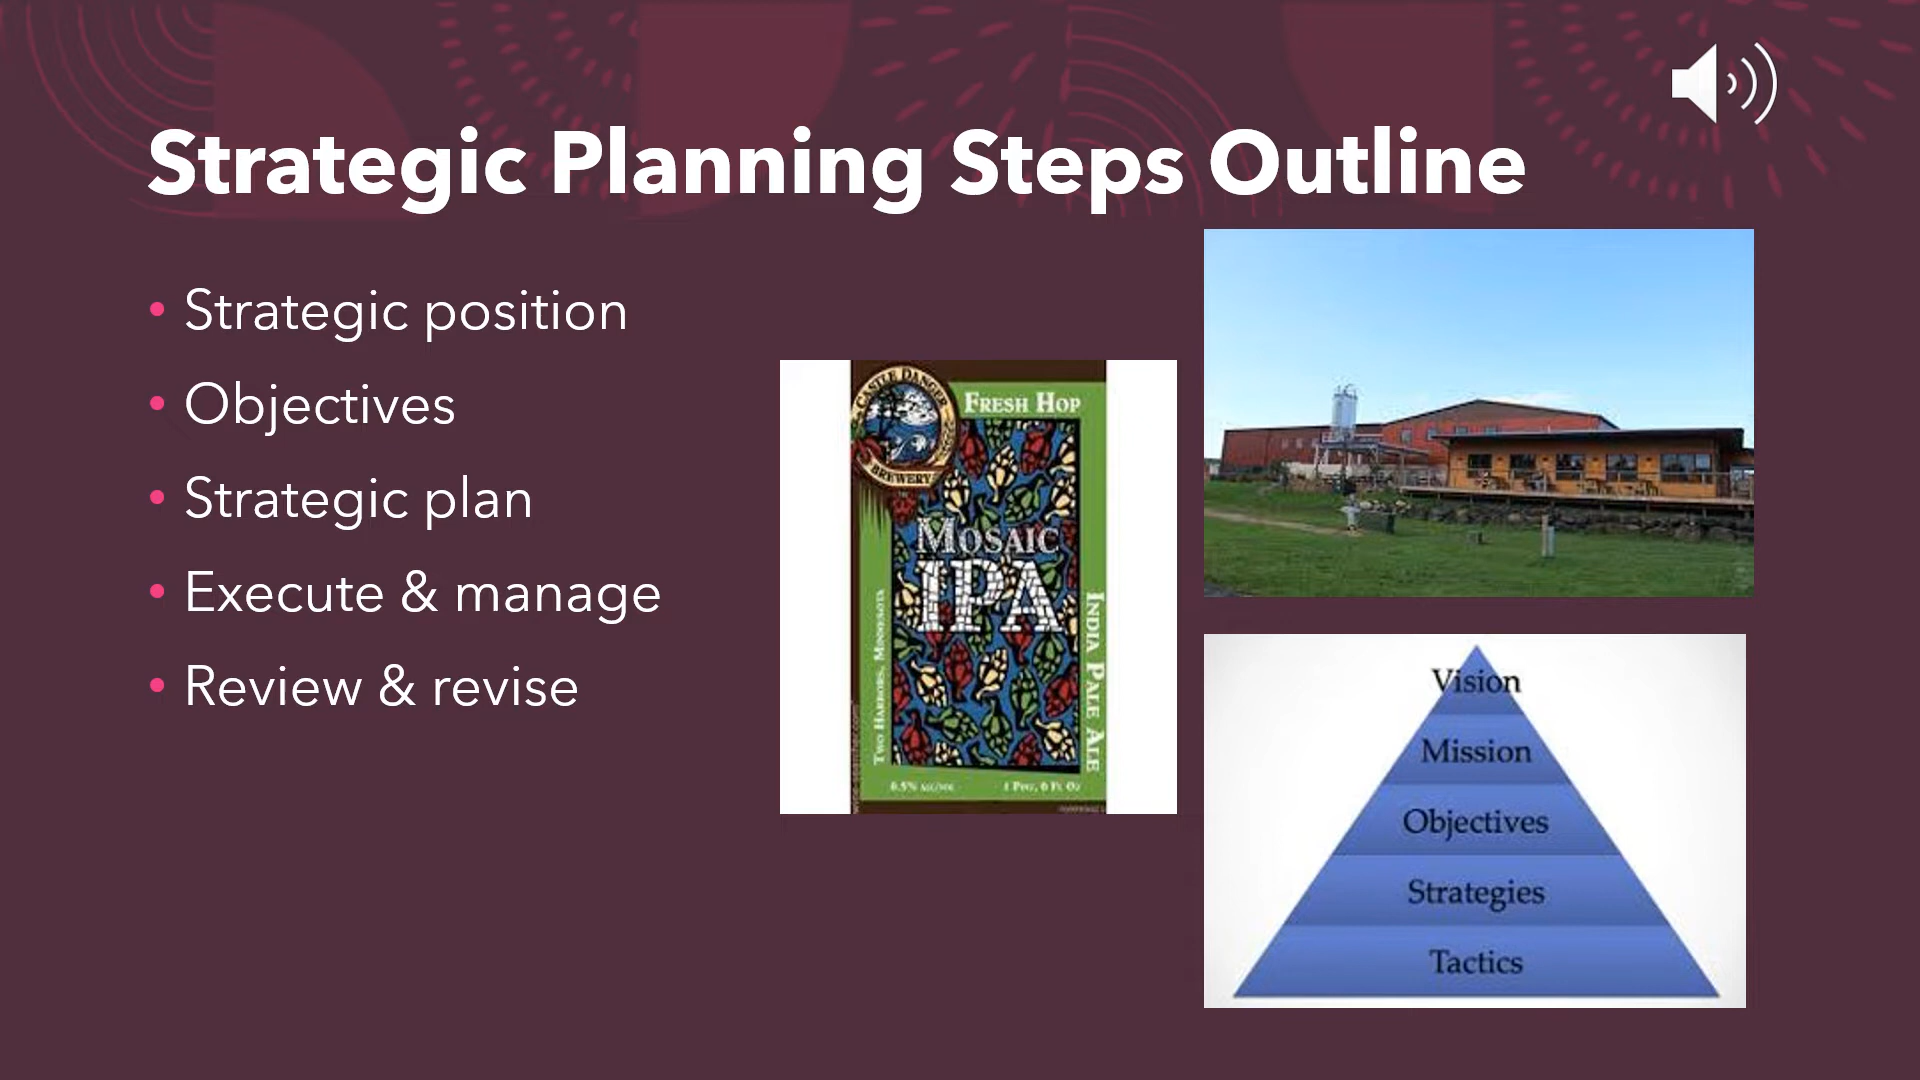 Strategic Planning Steps Outline
• Strategic position
• Objectives
• Strategic plan
• Execute & manage
• Review & revise
CASTLE DANGER
BREWERY
FRESH HOP
MOSAIC
IPA
TWO HARBORS, MINNESOTA
INDIA PALE ALE
6.5% ALC/VOL
1 PINT, 6 FL OZ
Vision
Mission
Objectives
Strategies
Tactics